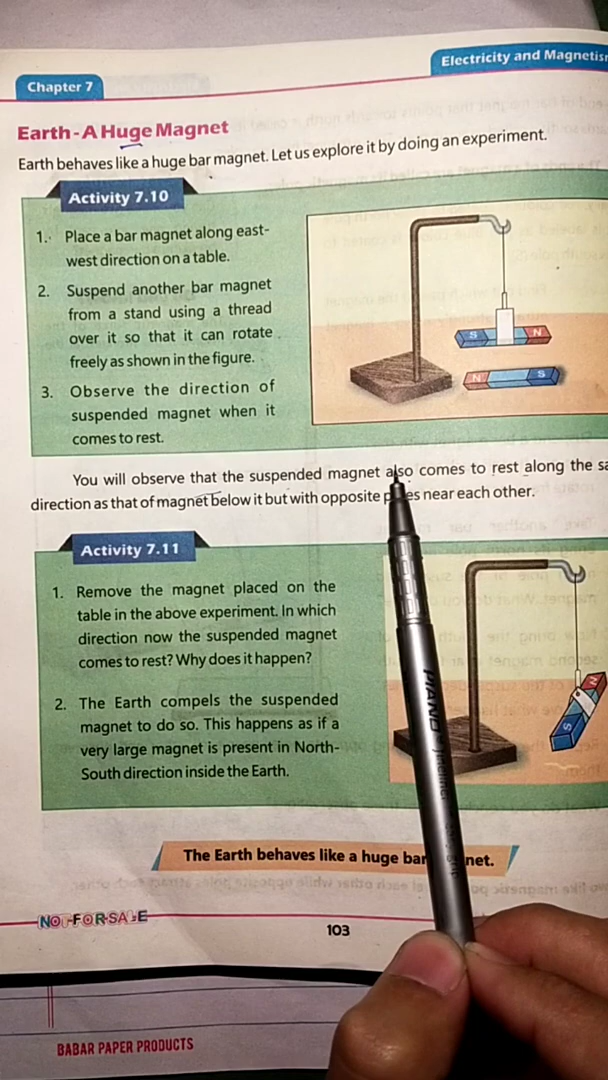 Electricity and Magnetis
Chapter 7
Earth - A Huge Magnet
Earth behaves like a huge bar magnet. Let us explore it by doing an experiment.
Activity 7.10
1. Place a bar magnet along east-
west direction on a table.
2. Suspend another bar magnet
from a stand using a thread
over it so that it can rotate
freely as shown in the figure.
3. Observe the direction of
suspended magnet when it
comes to rest.
S N
N S
You will observe that the suspended magnet also comes to rest along the sa
direction as that of magnet below it but with opposite near each other.
Activity 7.11
1. Remove the magnet placed on the
table in the above experiment. In which
direction now the suspended magnet
comes to rest? Why does it happen?
2. The Earth compels the suspended
magnet to do so. This happens as if a
very large magnet is present in North-
South direction inside the Earth.
N
S
The Earth behaves like a huge bar net.
NOT FOR SALE
103
PIANO
BABAR PAPER PRODUCTS